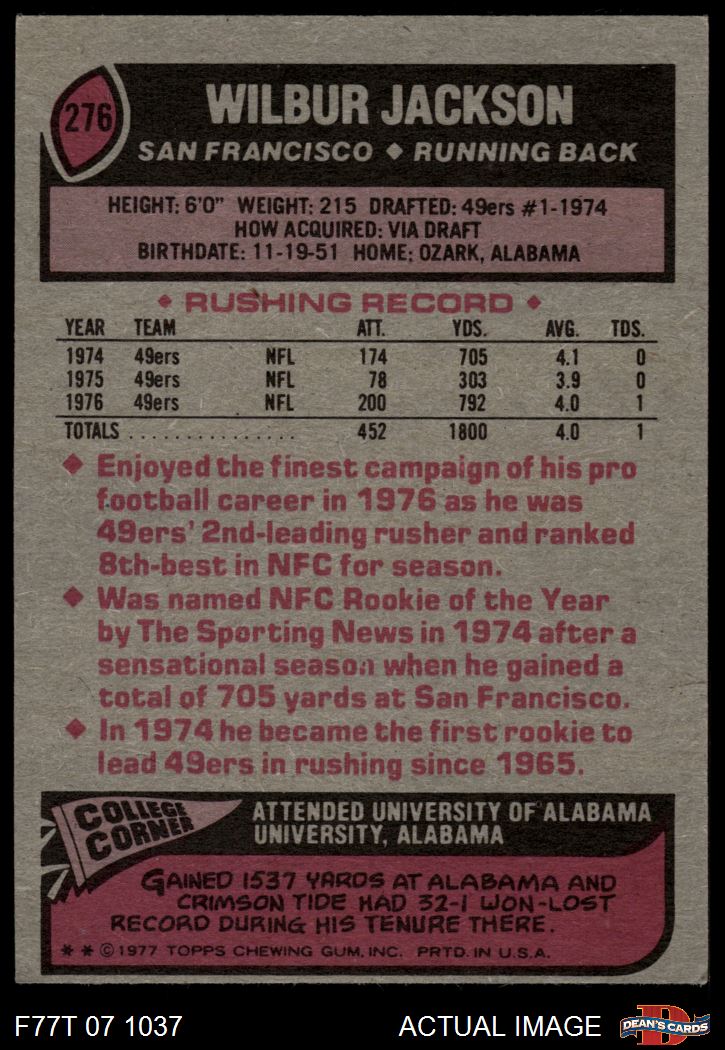 276
WILBUR JACKSON
SAN FRANCISCO ◆ RUNNING BACK
HEIGHT: 6'0" WEIGHT: 215 DRAFTED: 49ers #1-1974
HOW ACQUIRED: VIA DRAFT
BIRTHDATE: 11-19-51 HOME: OZARK, ALABAMA
◆ RUSHING RECORD ◆
YEAR TEAM ATT. YDS. AVG. TDS.
1974 49ers NFL 174 705 4.1 0
1975 49ers NFL 78 303 3.9 0
1976 49ers NFL 200 792 4.0 1
TOTALS . . . . . . . . . . . . . . . . 452 1800 4.0 1
◆ Enjoyed the finest campaign of his pro
football career in 1976 as he was
49ers' 2nd-leading rusher and ranked
8th-best in NFC for season.
◆ Was named NFC Rookie of the Year
by The Sporting News in 1974 after a
sensational season when he gained a
total of 705 yards at San Francisco.
◆ In 1974 he became the first rookie to
lead 49ers in rushing since 1965.
COLLEGE
CORNER
ATTENDED UNIVERSITY OF ALABAMA
UNIVERSITY, ALABAMA
GAINED 1537 YARDS AT ALABAMA AND
CRIMSON TIDE HAD 32-1 WON-LOST
RECORD DURING HIS TENURE THERE.
* * © 1977 TOPPS CHEWING GUM, INC. PRTD. IN U.S.A.
F77T 07 1037
ACTUAL IMAGE
D
DEAN'S CARDS